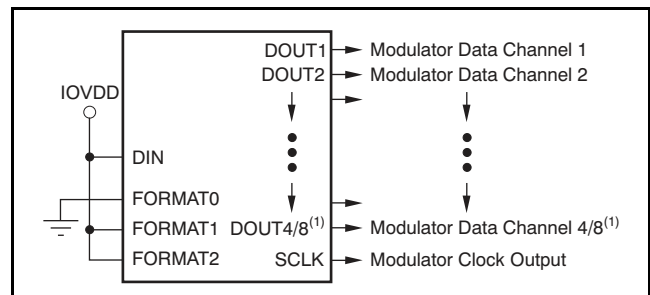 DOUT1 Modulator Data Channel 1
DOUT2 Modulator Data Channel 2
IOVDD
DIN
FORMAT0
FORMAT1 DOUT4/8(1) Modulator Data Channel 4/8(1)
FORMAT2 SCLK Modulator Clock Output